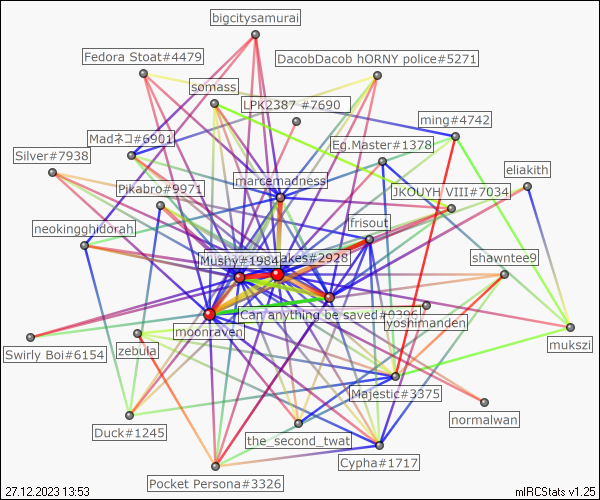 bigcitysamurai
Fedora Stoat#4479
DacobDacob hORNY police#5271
somass
LPK2387 #7690
ming#4742
Madネコ#6901
Eg.Master#1378
Silver#7938
eliakith
marcemadness
Pjkabro#9971
JKOUYH VIII#7034
neokingghidorah
frisout
Mushy#1984
akes#2928
shawntee9
Can anything be saved#0396
moonraven
yoshimanden
Swirly Boi#6154
zebula
mukszi
Majestic#3375
normalwan
Duck#1245
the_second_twat
Cypha#1717
Pocket Persona#3326
27.12.2023 13:53
mIRCStats v1.25